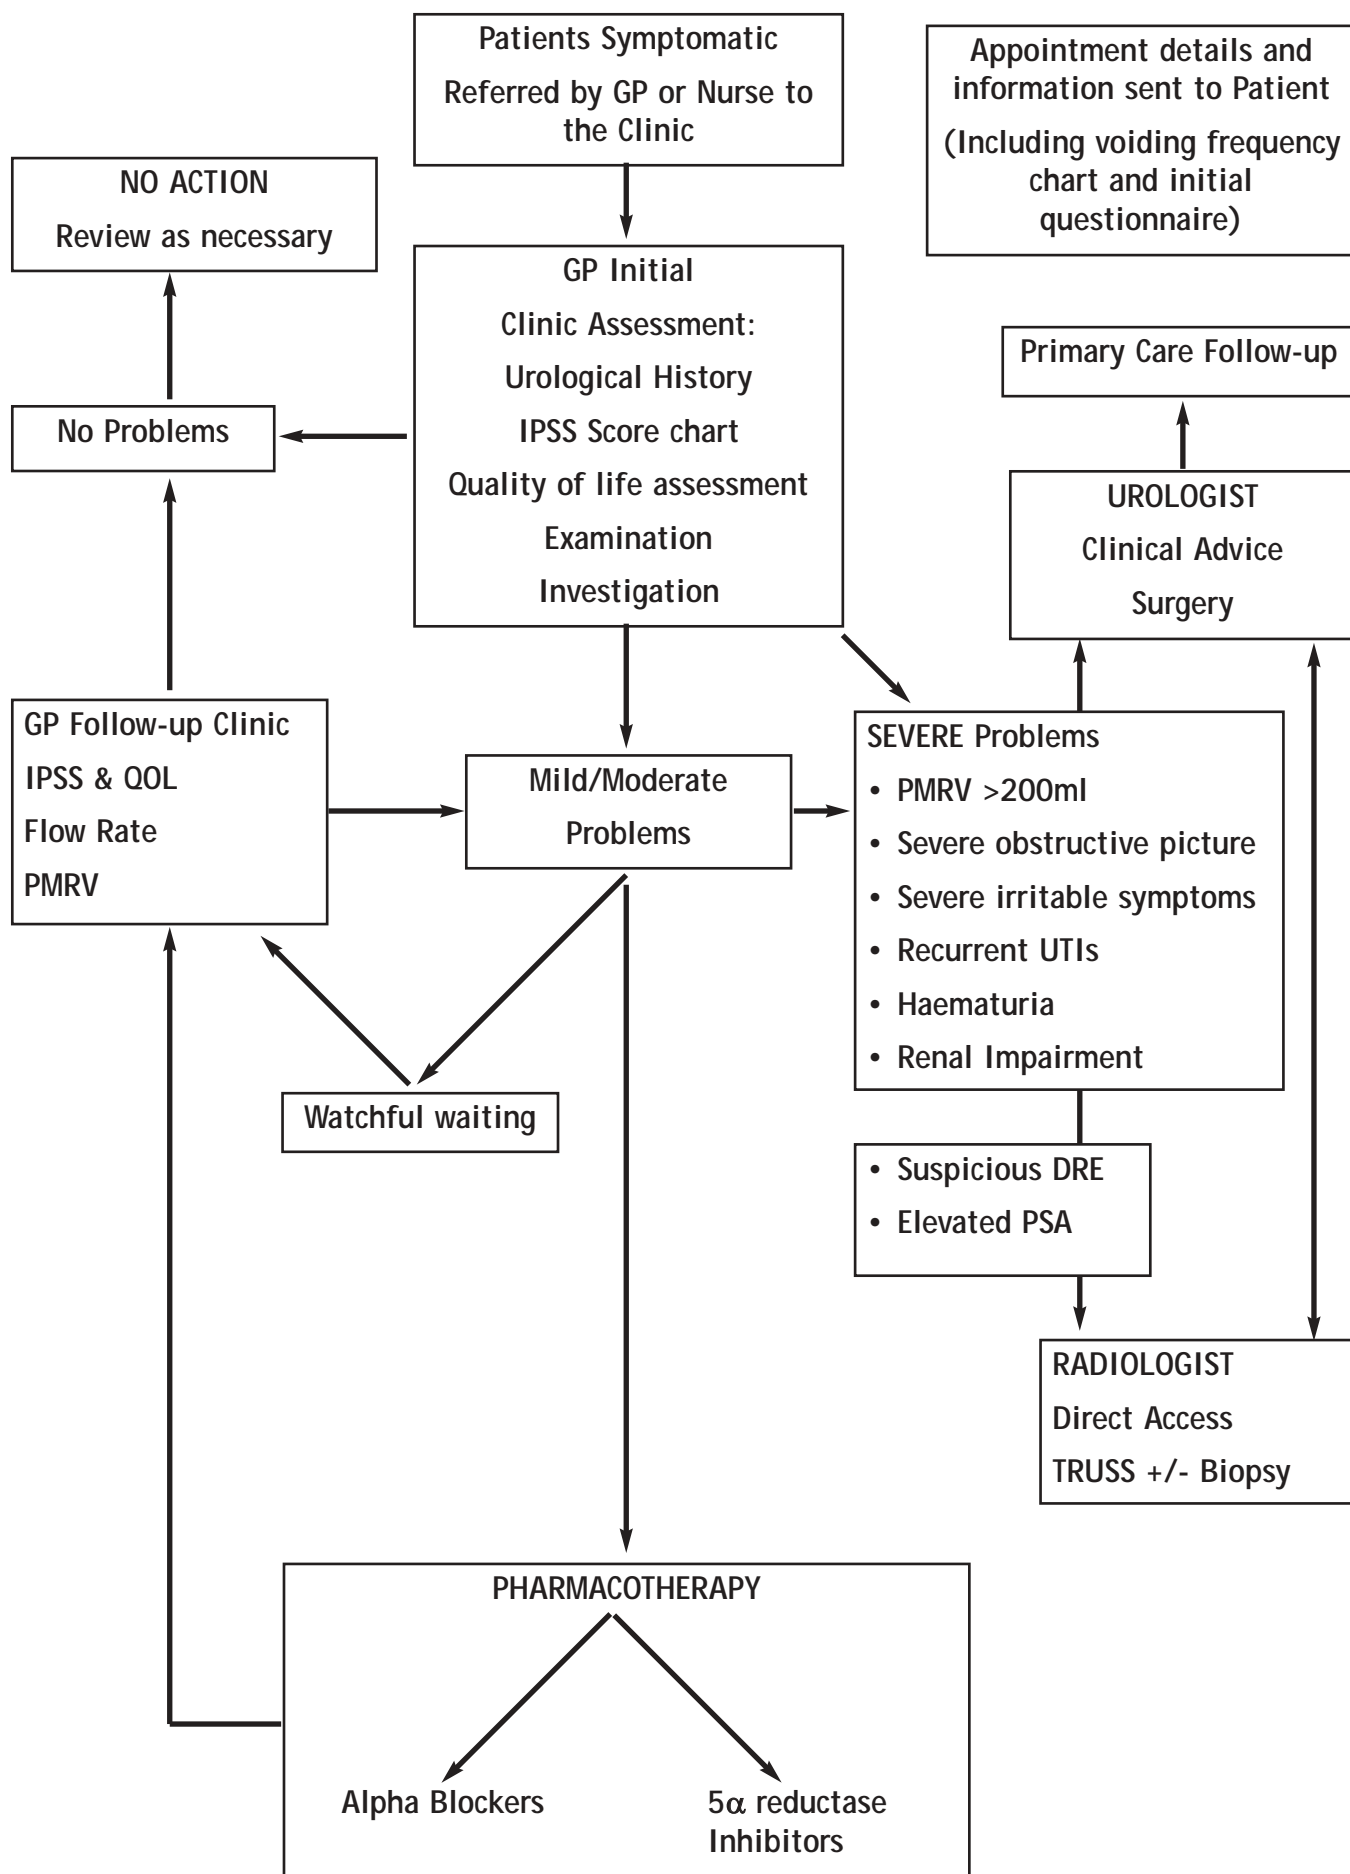 Patients Symptomatic
Referred by GP or Nurse to
the Clinic
Appointment details and
information sent to Patient
(Including voiding frequency
chart and initial
questionnaire)
NO ACTION
Review as necessary
GP Initial
Clinic Assessment:
Urological History
IPSS Score chart
Quality of life assessment
Examination
Investigation
Primary Care Follow-up
No Problems
UROLOGIST
Clinical Advice
Surgery
GP Follow-up Clinic
IPSS & QOL
Flow Rate
PMRV
Mild/Moderate
Problems
SEVERE Problems
• PMRV >200ml
• Severe obstructive picture
• Severe irritable symptoms
• Recurrent UTIs
• Haematuria
• Renal Impairment
Watchful waiting
• Suspicious DRE
• Elevated PSA
RADIOLOGIST
Direct Access
TRUSS +/- Biopsy
PHARMACOTHERAPY
Alpha Blockers
5α reductase
Inhibitors